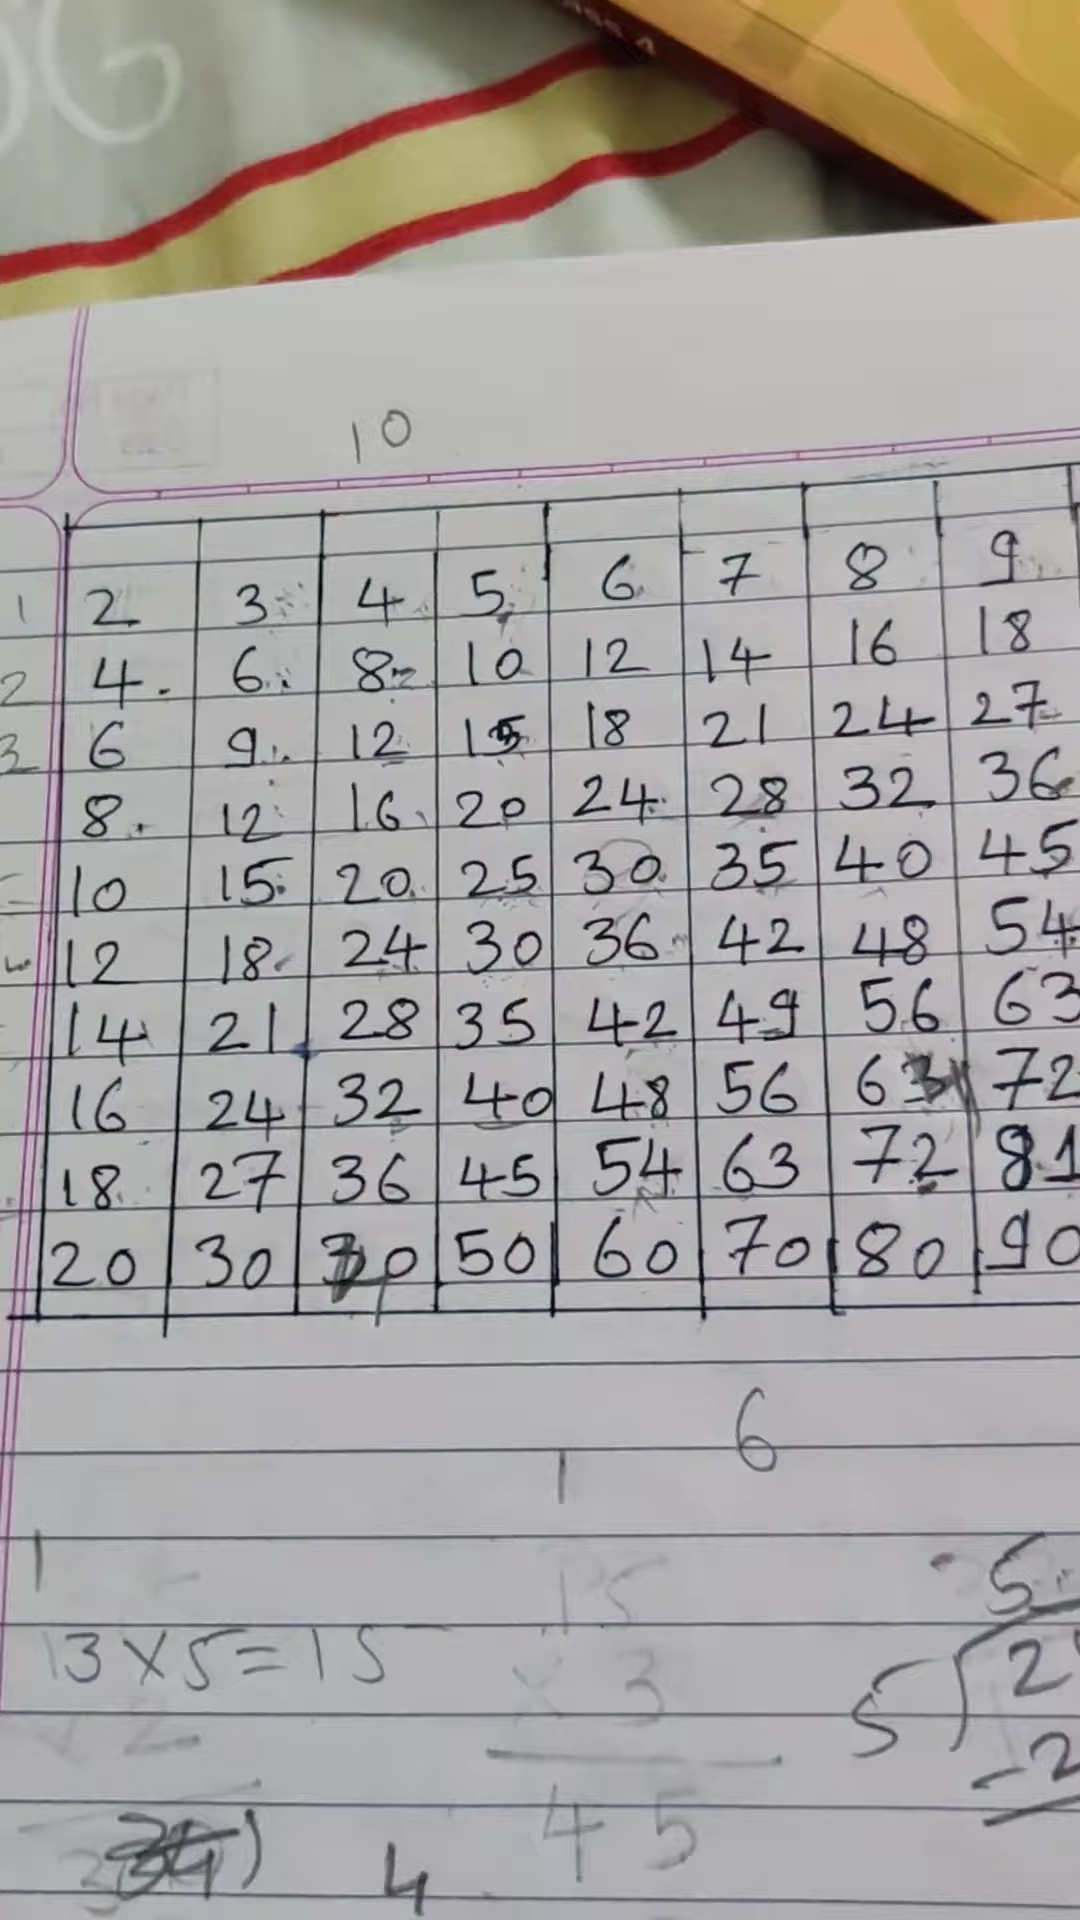 10
1 2 3 4 5 6 7 8 9
2 4 6 8 10 12 14 16 18
3 6 9 12 15 18 21 24 27
8 12 16 20 24 28 32 36
10 15 20 25 30 35 40 45
12 18 24 30 36 42 48 54
14 21 28 35 42 49 56 63
16 24 32 40 48 56 63 72
18 27 36 45 54 63 72 81
20 30 50 60 70 80 90
6
1
1
5
15
13 x 5 = 15
x 3
5 ) 2
-2
45
4